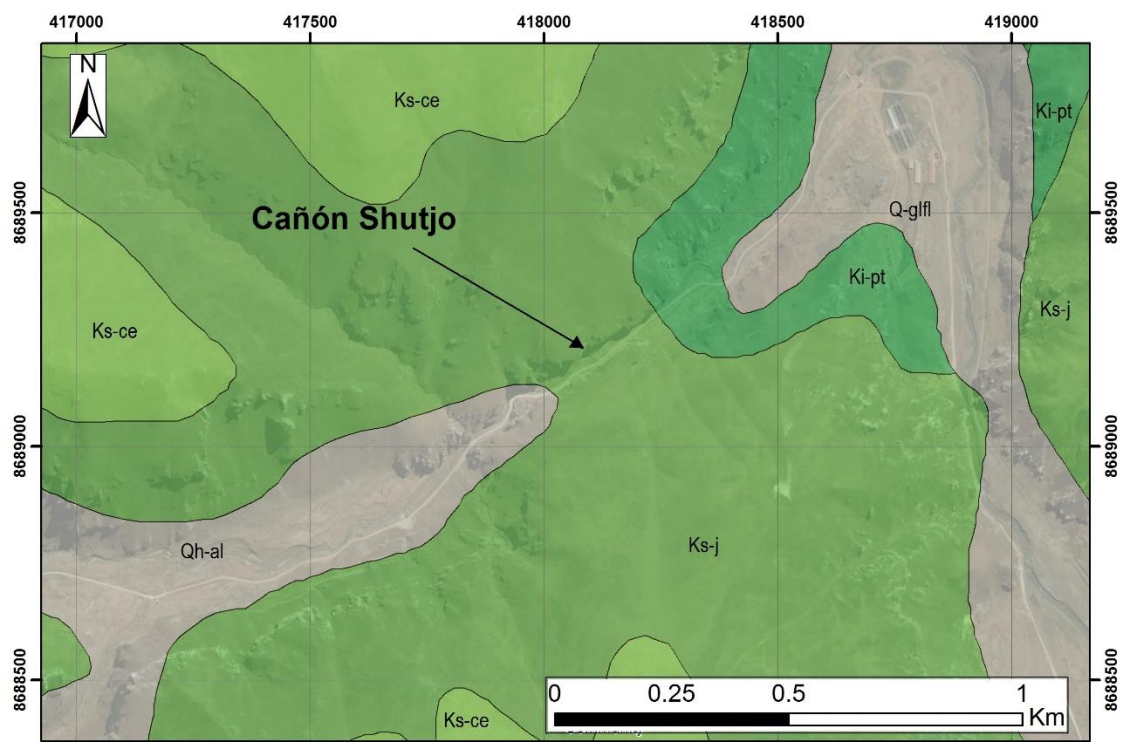 417000 417500 418000 418500 419000
N
Ks-ce
Ki-pt
8689500 8689500
Cañón Shutjo
Q-glfl
Ki-pt
Ks-ce
Ks-j
8689000 8689000
Qh-al
Ks-j
8688500 8688500
0 0.25 0.5 1
Km
Ks-ce